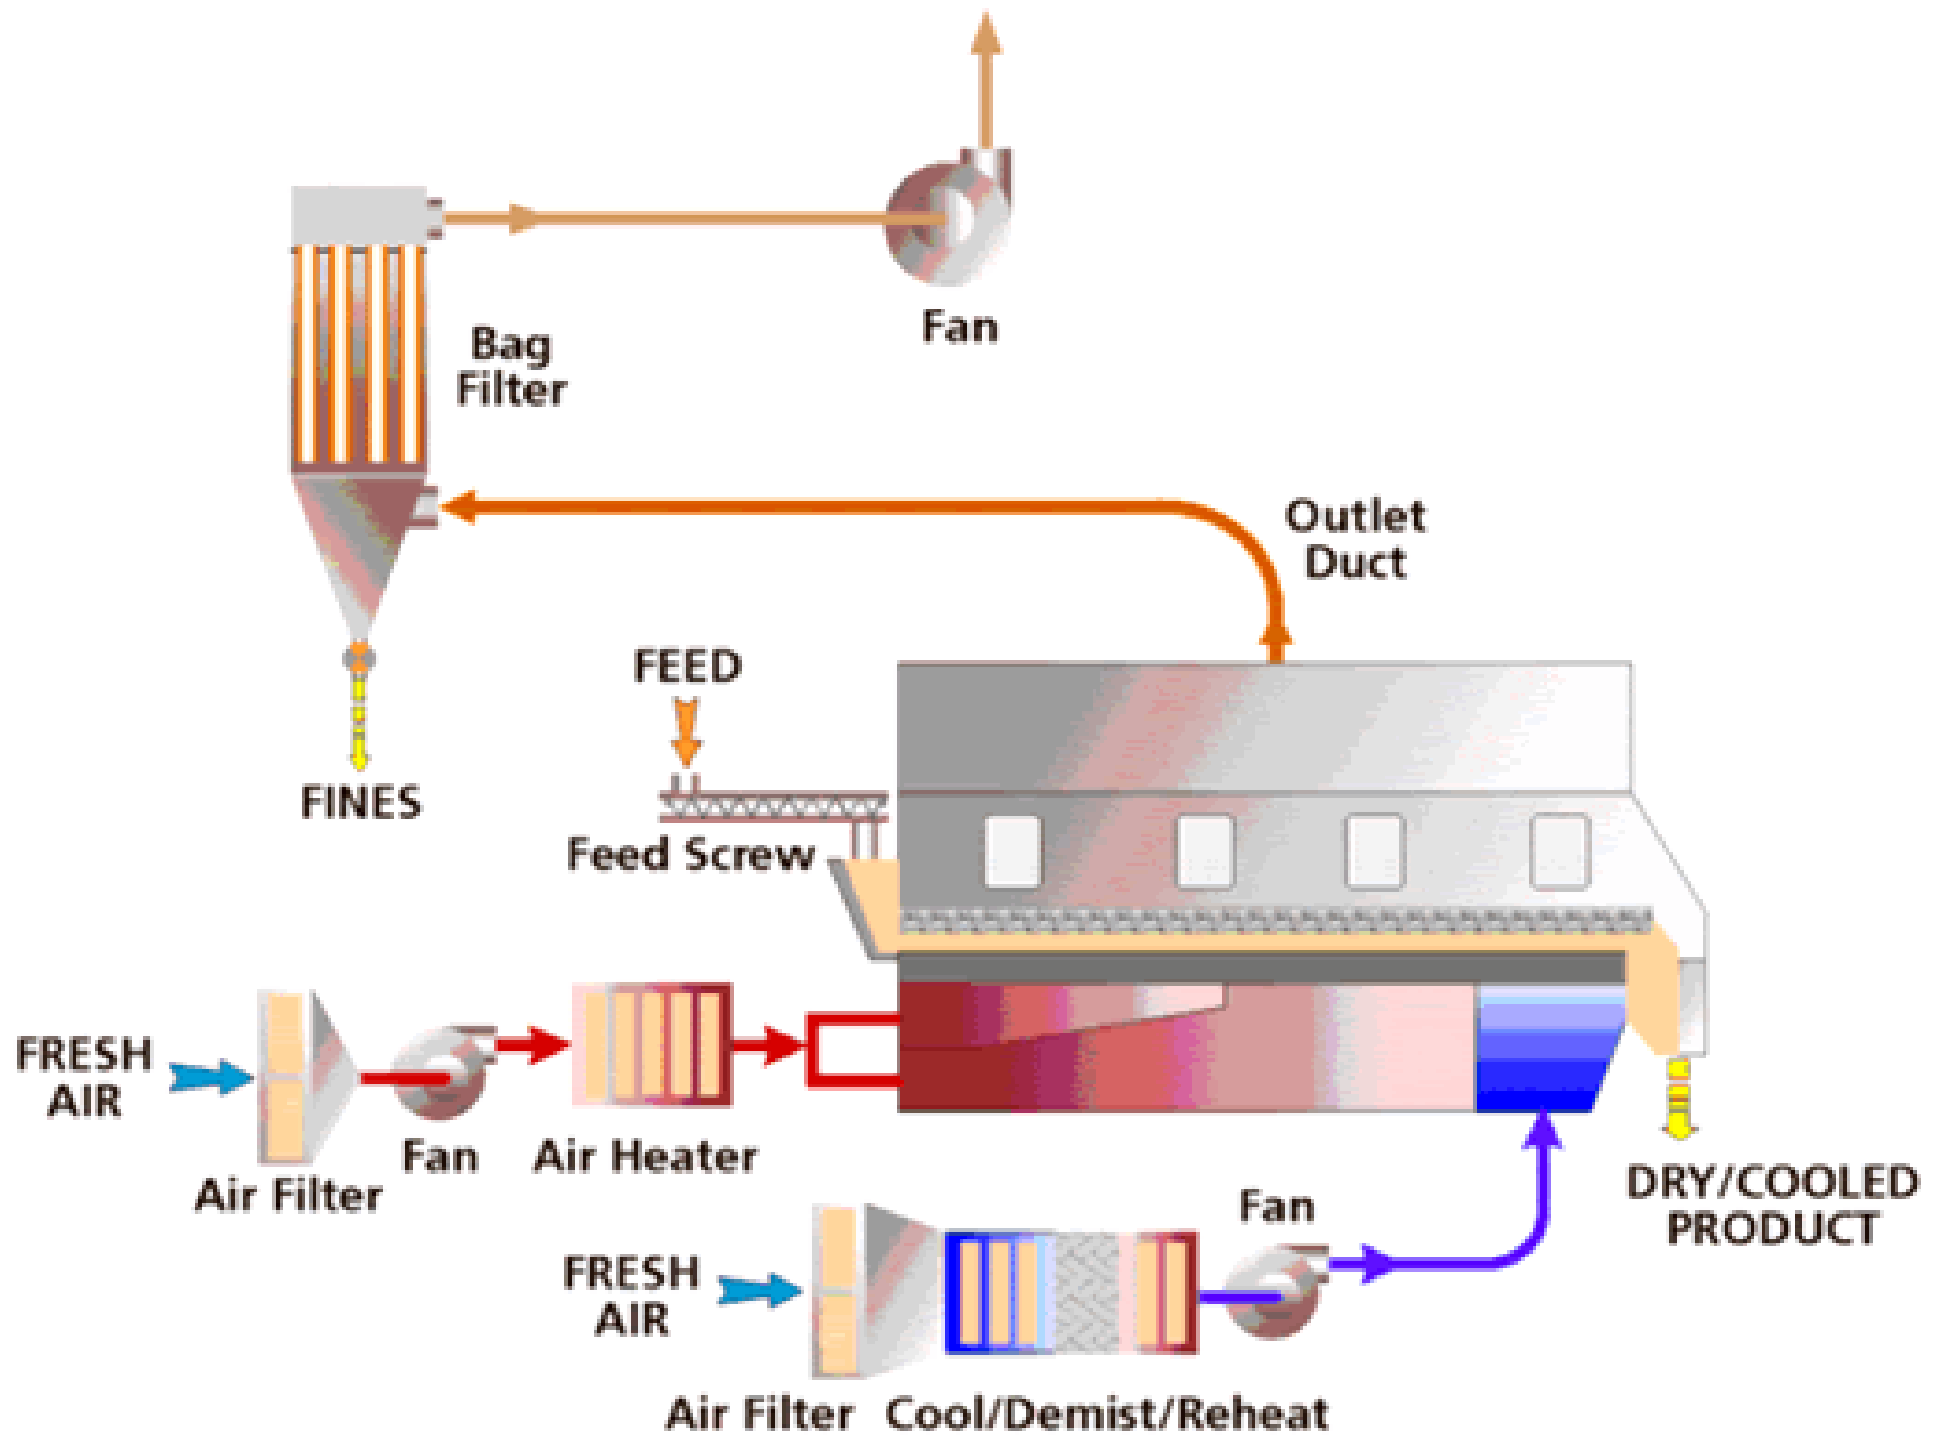 Fan
Bag
Filter
Outlet
Duct
FEED
FINES
Feed Screw
FRESH
AIR
Fan
Air Heater
Air Filter
DRY/COOLED
PRODUCT
Fan
FRESH
AIR
Air Filter
Cool/Demist/Reheat